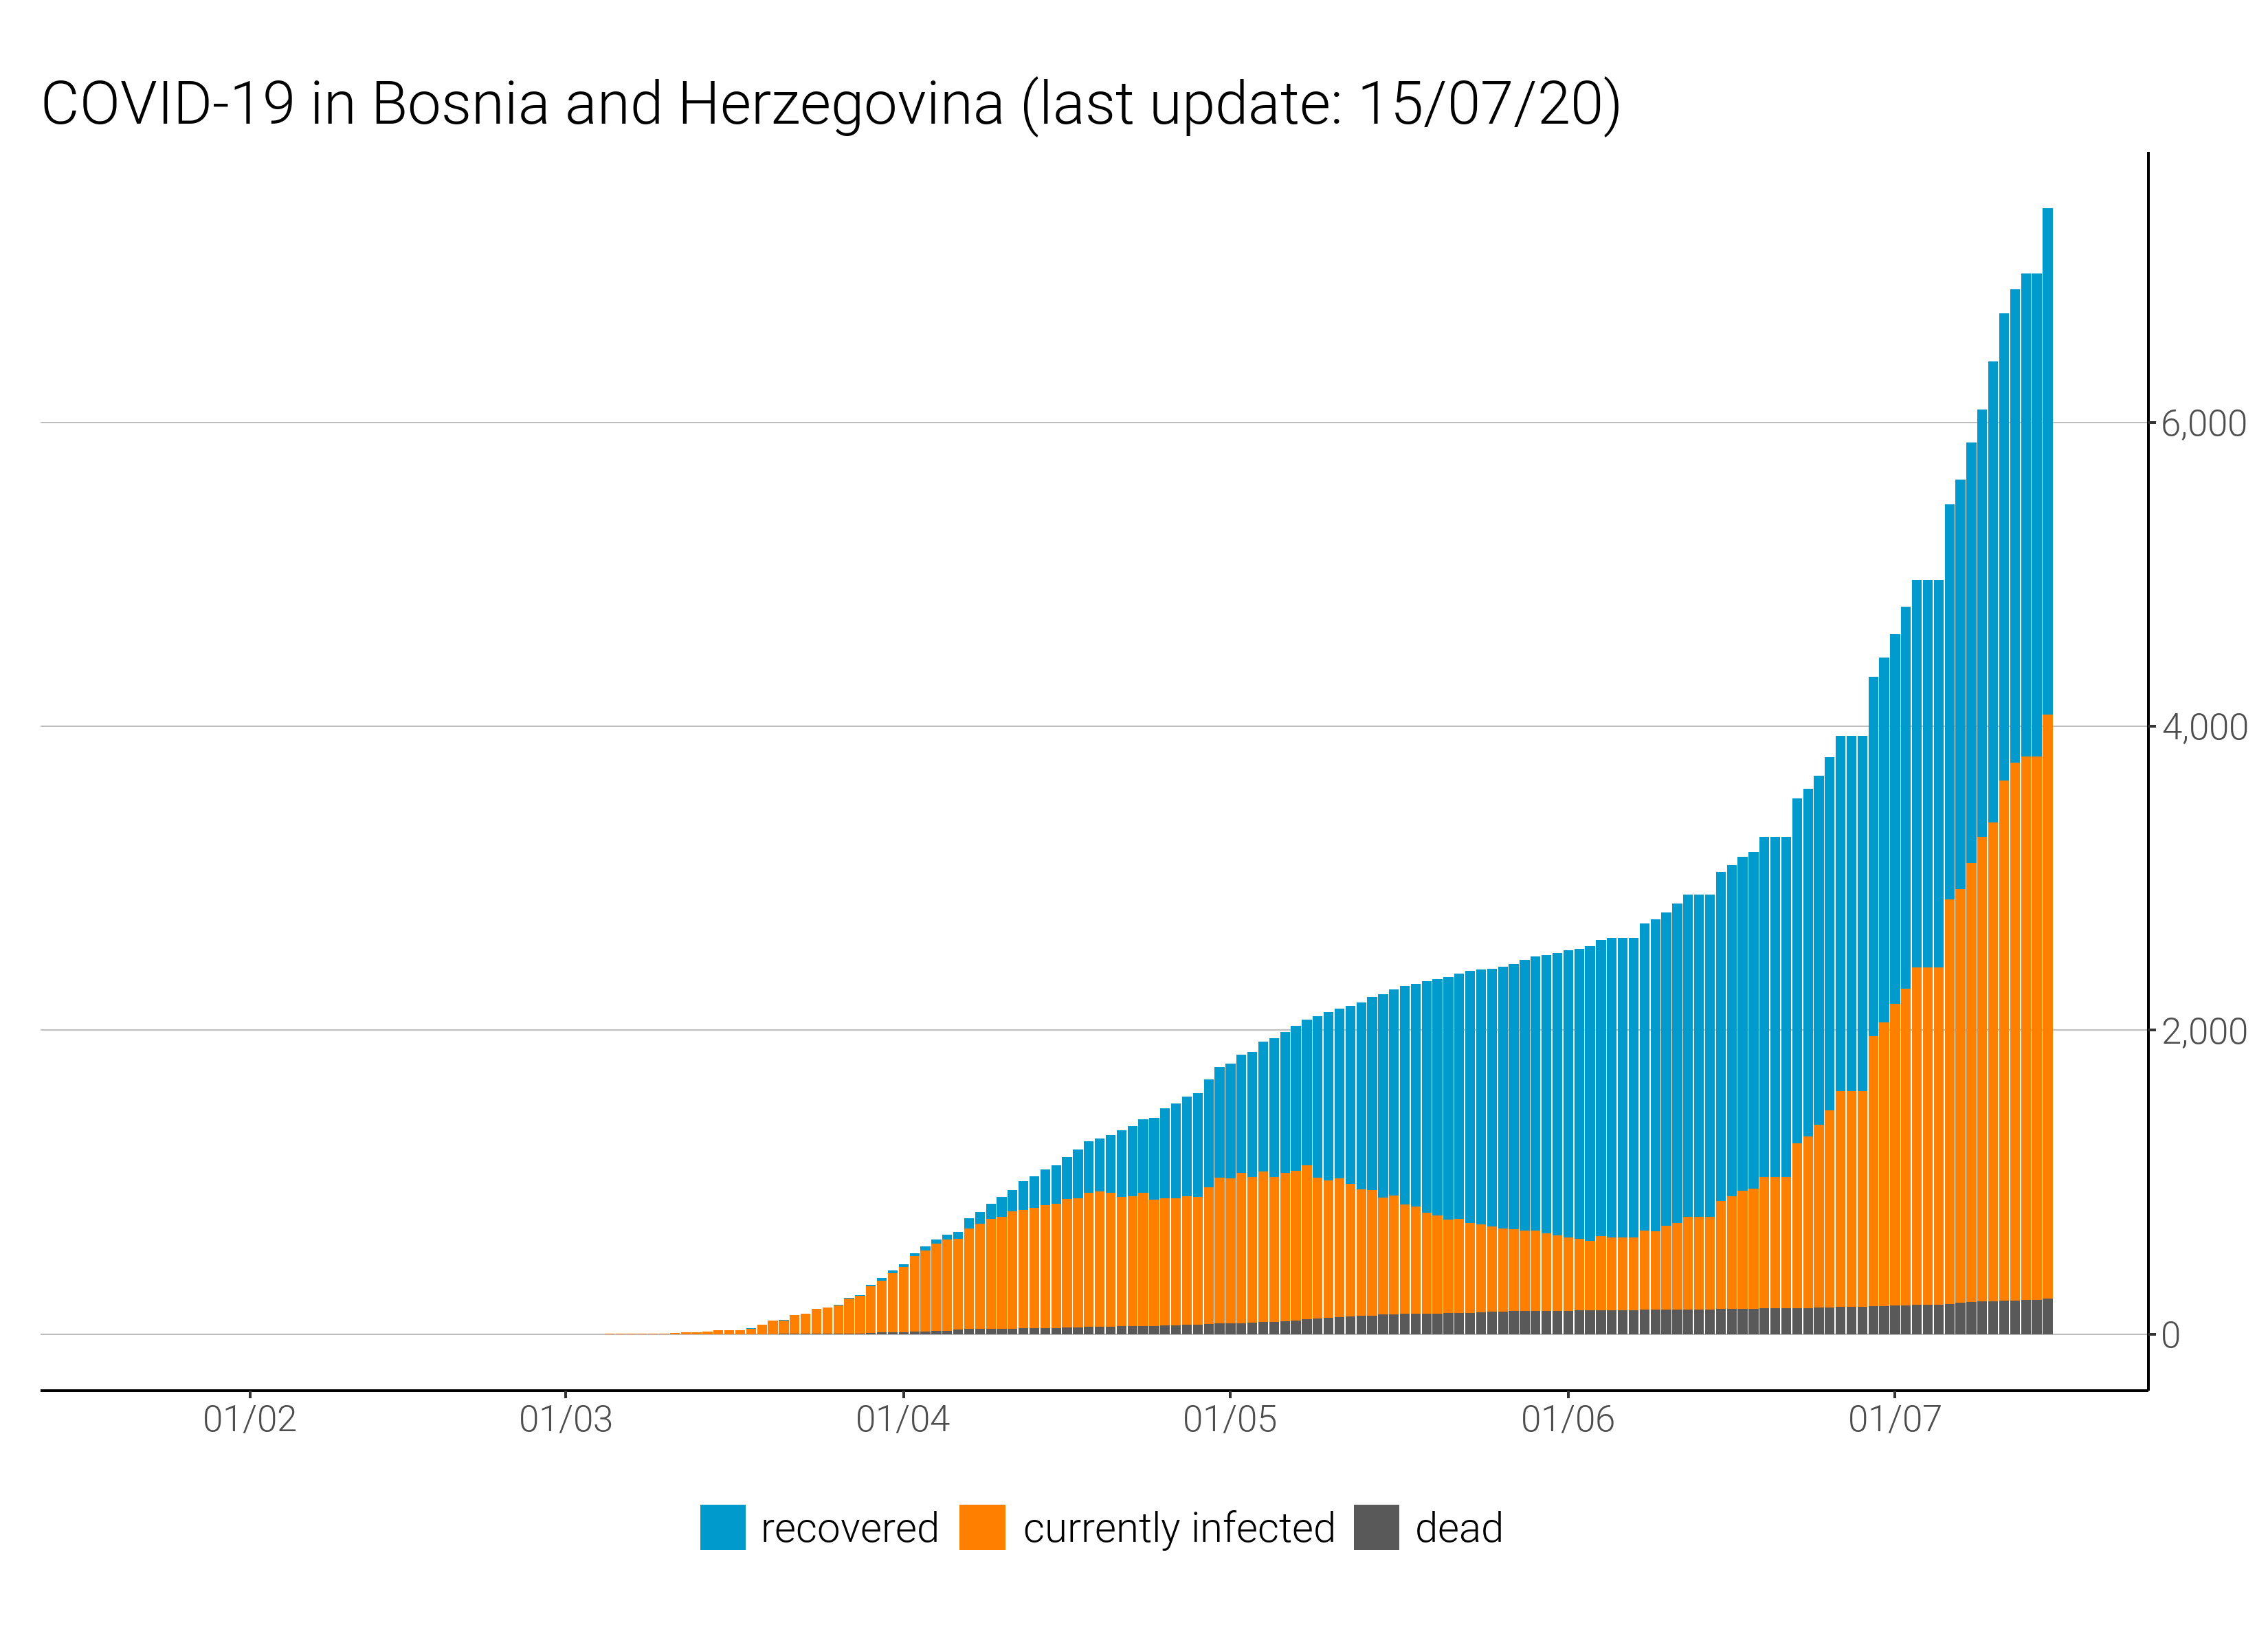 COVID-19 in Bosnia and Herzegovina (last update: 15/07/20)
6,000
4,000
2,000
0
01/02 01/03 01/04 01/05 01/06 01/07
recovered currently infected dead